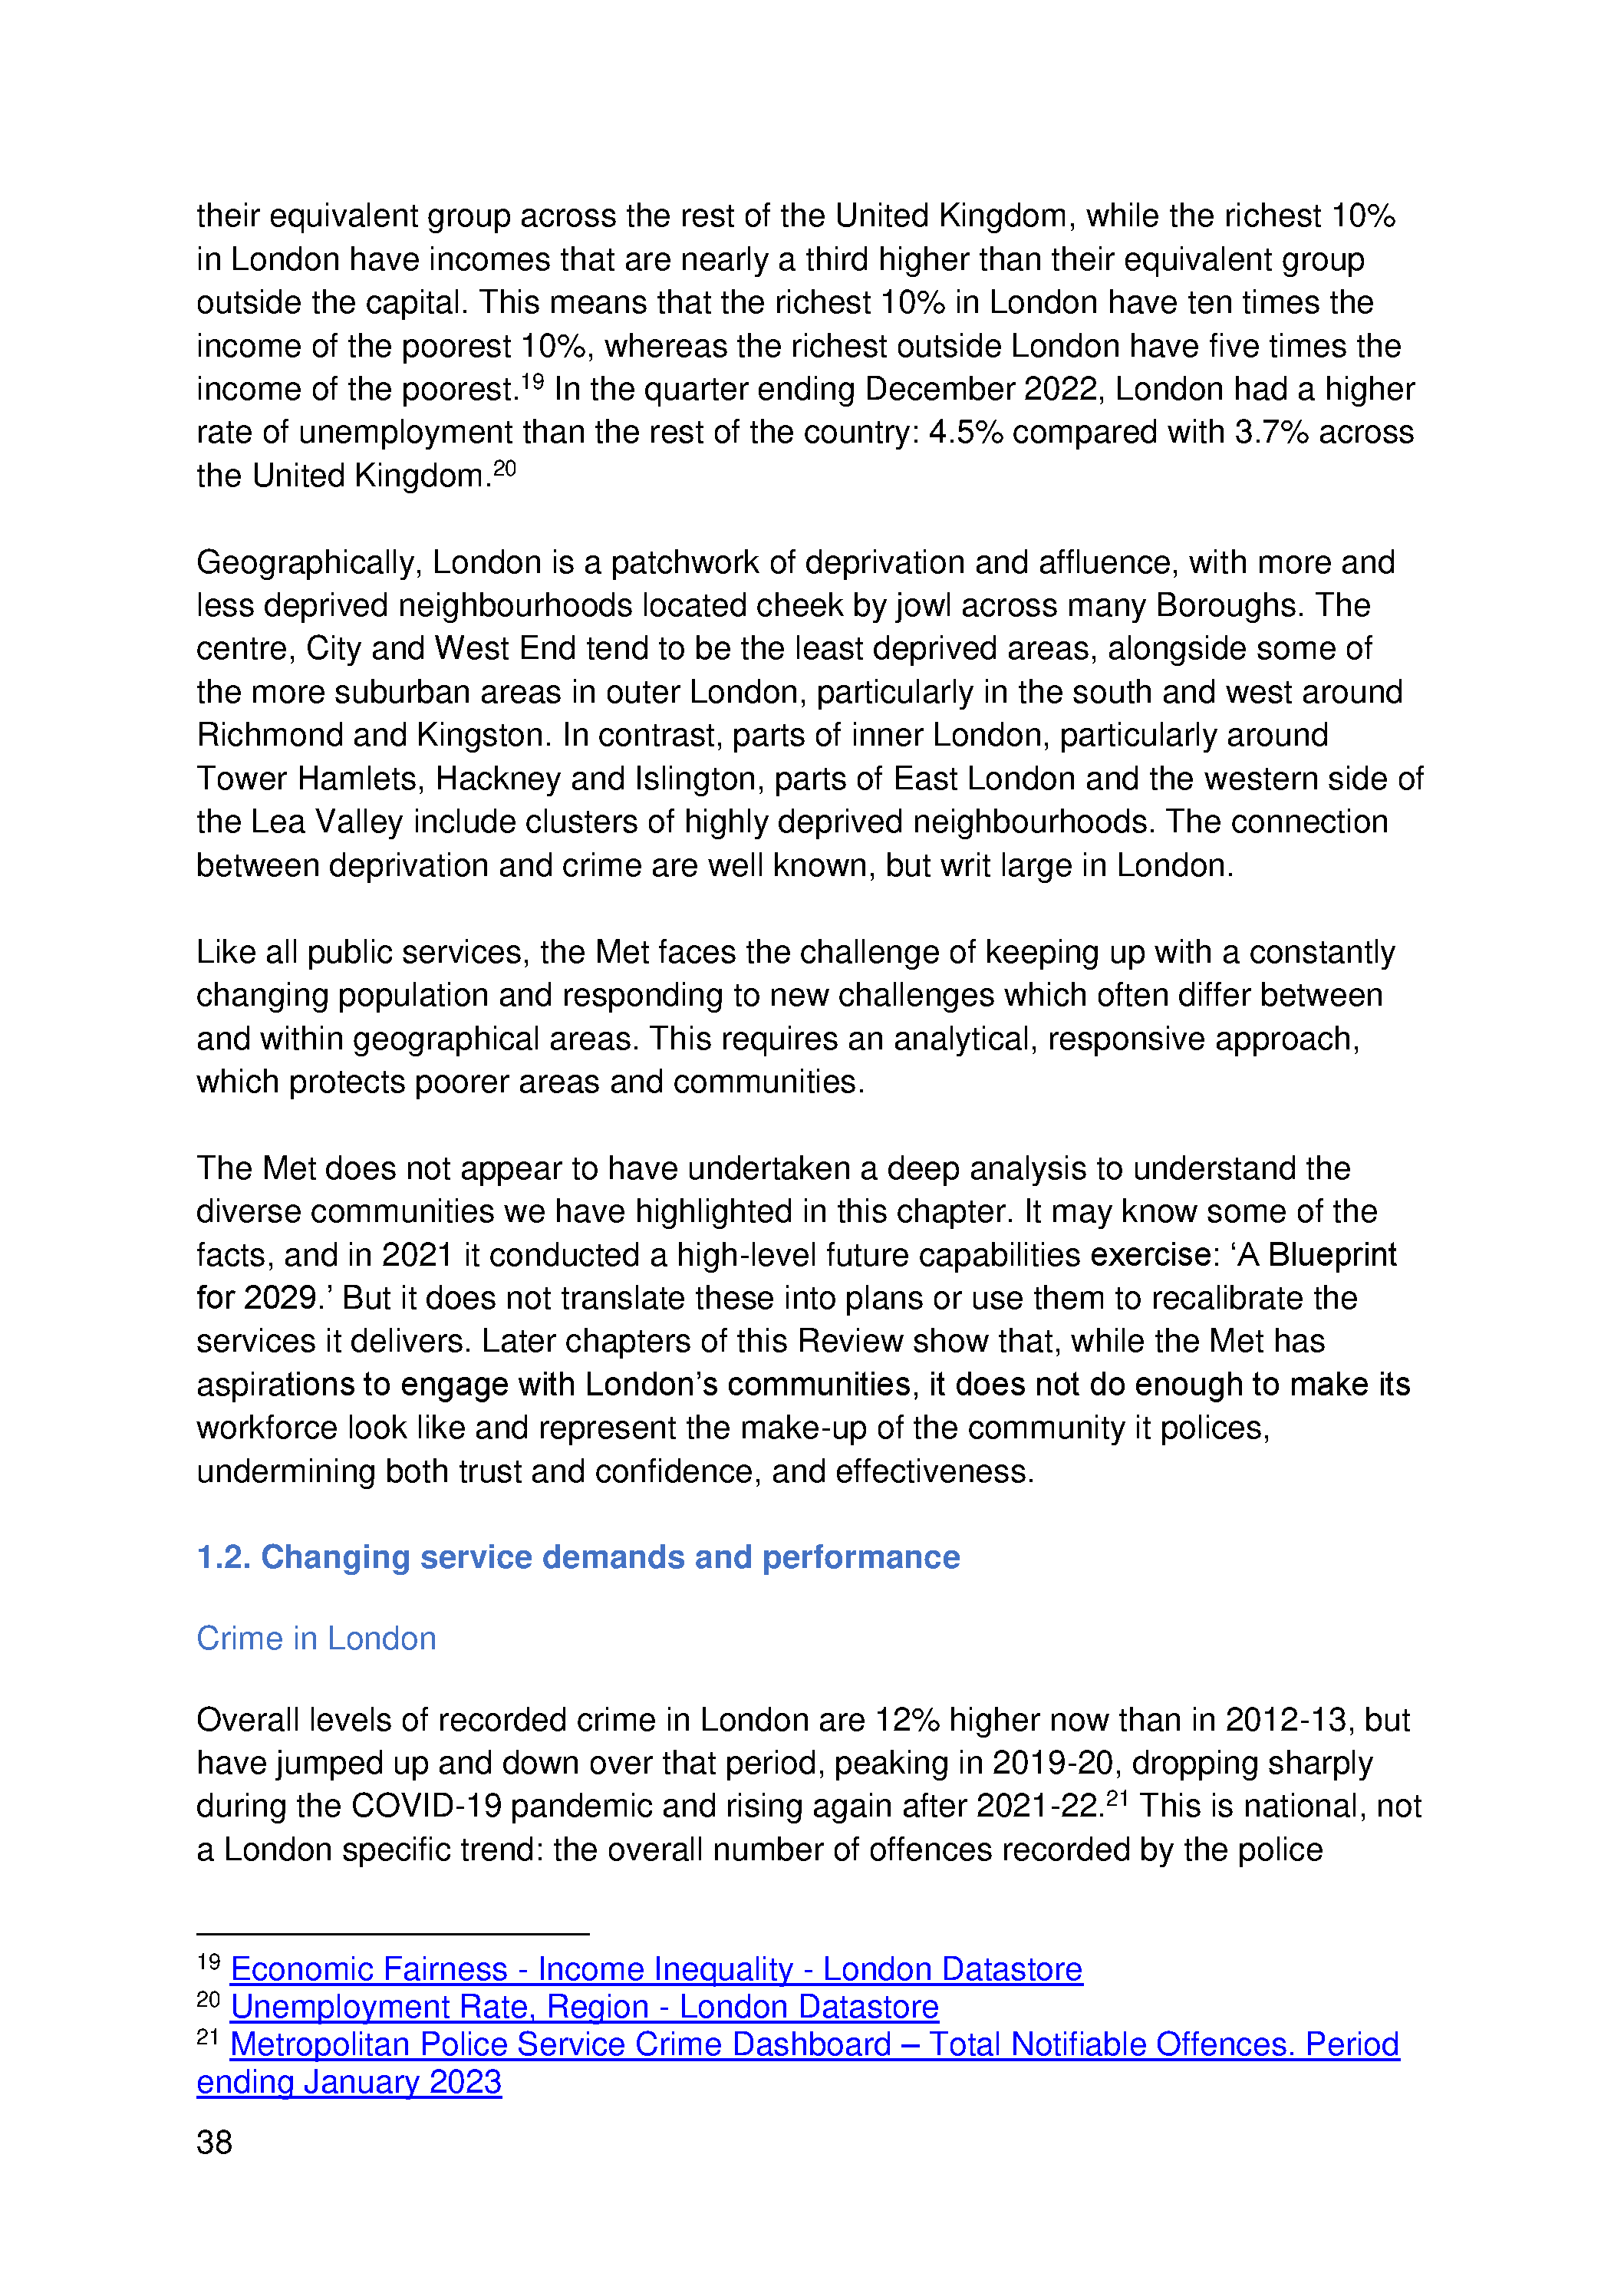 their equivalent group across the rest of the United Kingdom, while the richest 10%
in London have incomes that are nearly a third higher than their equivalent group
outside the capital. This means that the richest 10% in London have ten times the
income of the poorest 10%, whereas the richest outside London have five times the
income of the poorest.19 In the quarter ending December 2022, London had a higher
rate of unemployment than the rest of the country: 4.5% compared with 3.7% across
the United Kingdom.20
Geographically, London is a patchwork of deprivation and affluence, with more and
less deprived neighbourhoods located cheek by jowl across many Boroughs. The
centre, City and West End tend to be the least deprived areas, alongside some of
the more suburban areas in outer London, particularly in the south and west around
Richmond and Kingston. In contrast, parts of inner London, particularly around
Tower Hamlets, Hackney and Islington, parts of East London and the western side of
the Lea Valley include clusters of highly deprived neighbourhoods. The connection
between deprivation and crime are well known, but writ large in London.
Like all public services, the Met faces the challenge of keeping up with a constantly
changing population and responding to new challenges which often differ between
and within geographical areas. This requires an analytical, responsive approach,
which protects poorer areas and communities.
The Met does not appear to have undertaken a deep analysis to understand the
diverse communities we have highlighted in this chapter. It may know some of the
facts, and in 2021 it conducted a high-level future capabilities exercise: ‘A Blueprint
for 2029.’ But it does not translate these into plans or use them to recalibrate the
services it delivers. Later chapters of this Review show that, while the Met has
aspirations to engage with London’s communities, it does not do enough to make its
workforce look like and represent the make-up of the community it polices,
undermining both trust and confidence, and effectiveness.
1.2. Changing service demands and performance
Crime in London
Overall levels of recorded crime in London are 12% higher now than in 2012-13, but
have jumped up and down over that period, peaking in 2019-20, dropping sharply
during the COVID-19 pandemic and rising again after 2021-22.21 This is national, not
a London specific trend: the overall number of offences recorded by the police
19 Economic Fairness - Income Inequality - London Datastore
20 Unemployment Rate, Region - London Datastore
21 Metropolitan Police Service Crime Dashboard – Total Notifiable Offences. Period
ending January 2023
38